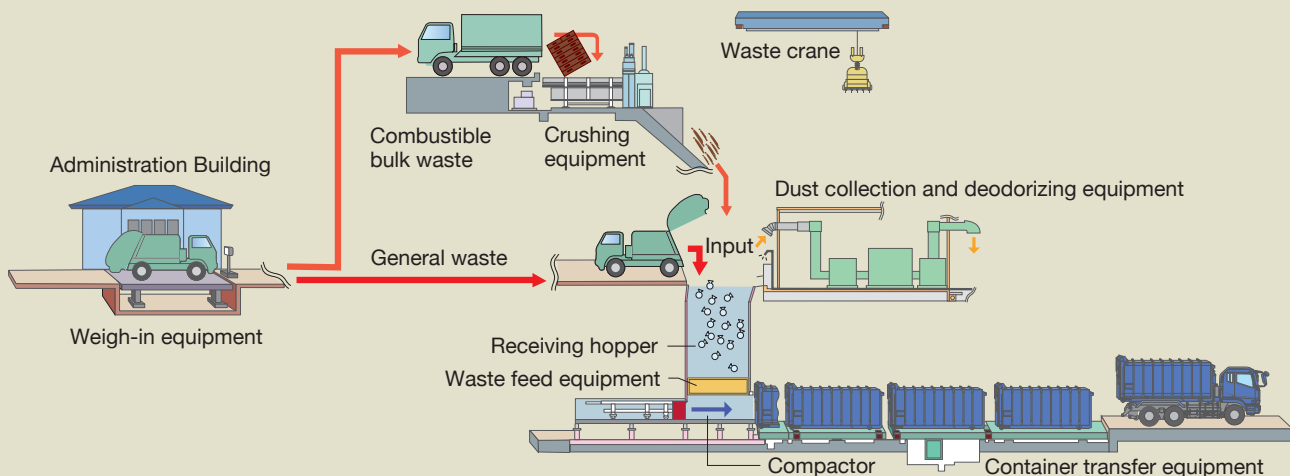 Waste crane
Combustible
bulk waste
Crushing
equipment
Administration Building
Dust collection and deodorizing equipment
Input
General waste
Weigh-in equipment
Receiving hopper
Waste feed equipment
Compactor
Container transfer equipment